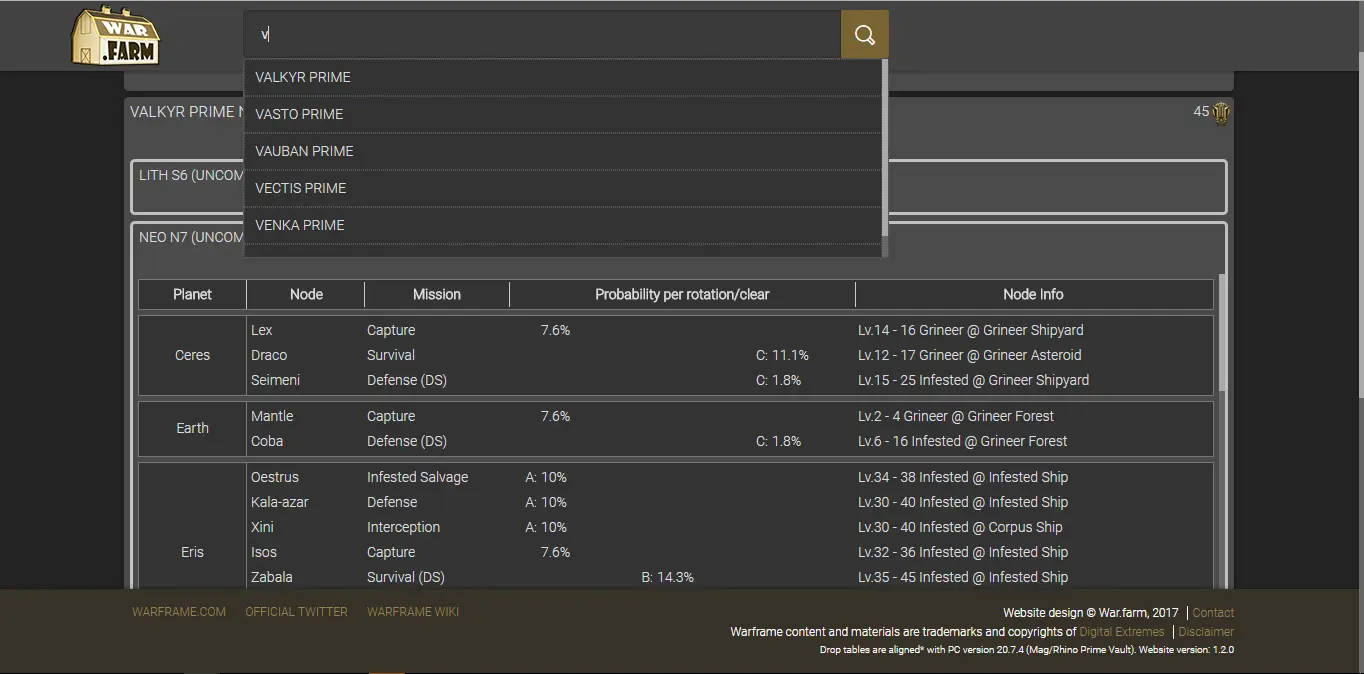 WAR
.FARM
v
VALKYR PRIME
VASTO PRIME
VAUBAN PRIME
VECTIS PRIME
VENKA PRIME
VALKYR PRIME N
45
LITH S6 (UNCOM
NEO N7 (UNCOM
Planet Node Mission Probability per rotation/clear Node Info
Lex Capture 7.6% Lv.14 - 16 Grineer @ Grineer Shipyard
Ceres Draco Survival C: 11.1% Lv.12 - 17 Grineer @ Grineer Asteroid
Seimeni Defense (DS) C: 1.8% Lv.15 - 25 Infested @ Grineer Shipyard
Earth Mantle Capture 7.6% Lv.2 - 4 Grineer @ Grineer Forest
Coba Defense (DS) C: 1.8% Lv.6 - 16 Infested @ Grineer Forest
Oestrus Infested Salvage A: 10% Lv.34 - 38 Infested @ Infested Ship
Kala-azar Defense A: 10% Lv.30 - 40 Infested @ Infested Ship
Xini Interception A: 10% Lv.30 - 40 Infested @ Corpus Ship
Eris Isos Capture 7.6% Lv.32 - 36 Infested @ Infested Ship
Zabala Survival (DS) B: 14.3% Lv.35 - 45 Infested @ Infested Ship
WARFRAME.COM OFFICIAL TWITTER WARFRAME WIKI
Website design © War.farm, 2017 | Contact
Warframe content and materials are trademarks and copyrights of Digital Extremes | Disclaimer
Drop tables are aligned* with PC version 20.7.4 (Mag/Rhino Prime Vault). Website version: 1.2.0